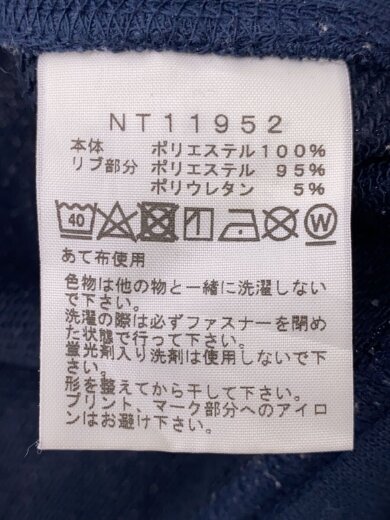 NT11952
本体 ポリエステル100%
リブ部分 ポリエステル 95%
ポリウレタン 5%
40 W
あて布使用
色物は他の物と一緒に洗濯しない
で下さい。
洗濯の際は必ずファスナーを閉め
た状態で行って下さい。
蛍光剤入り洗剤は使用しないで下
さい。
形を整えてから干して下さい。
プリント、マーク部分へのアイロ
ンはお避け下さい。